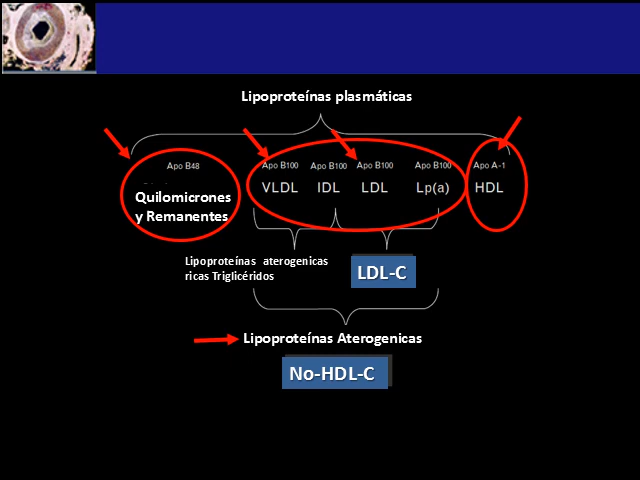 Lipoproteínas plasmáticas
Apo B48
Apo B100 Apo B100 Apo B100 Apo B100 Apo A-1
VLDL IDL LDL Lp(a) HDL
Quilomicrones
y Remanentes
Lipoproteínas aterogenicas
ricas Triglicéridos
LDL-C
Lipoproteínas Aterogenicas
No-HDL-C